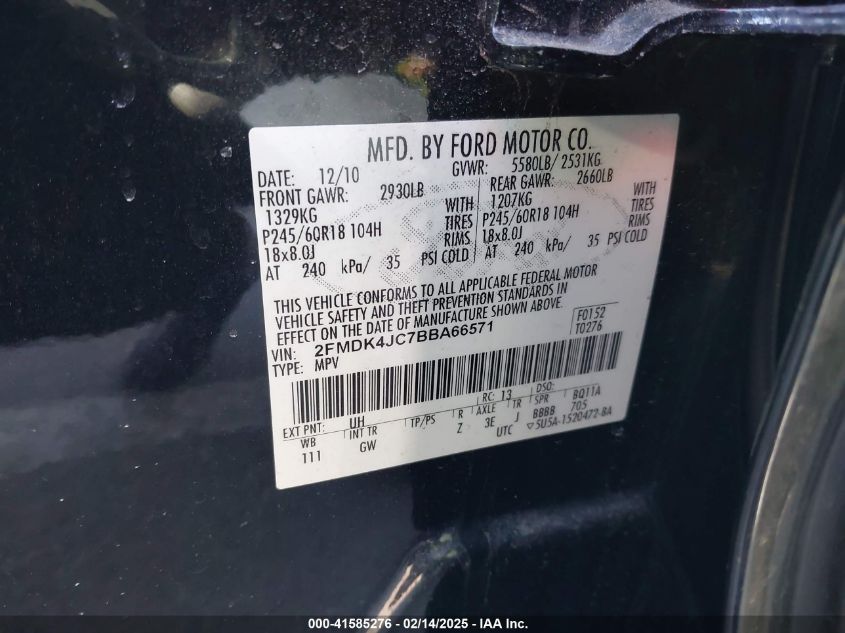 MFD. BY FORD MOTOR CO.
DATE: 12/10 GVWR: 5580LB/ 2531KG
FRONT GAWR: 2930LB REAR GAWR: 2660LB
1329KG WITH 1207KG WITH
P245/60R18 104H TIRES P245/60R18 104H TIRES
18x8.0J RIMS 18x8.0J RIMS
AT 240 kPa/ 35 PSI COLD AT 240 kPa/ 35 PSI COLD
THIS VEHICLE CONFORMS TO ALL APPLICABLE FEDERAL MOTOR
VEHICLE SAFETY AND THEFT PREVENTION STANDARDS IN
EFFECT ON THE DATE OF MANUFACTURE SHOWN ABOVE.
VIN: 2FMDK4JC7BBA66571 F0152
TYPE: MPV T0276
EXT PNT: UH RC: 13 DSO:
WB INT TR TP/PS R AXLE TR SPR BQ11A
111 GW Z 3E J BBBB 705
UTC ▽5U5A-1520472-BA
000-41585276 - 02/14/2025 - IAA Inc.